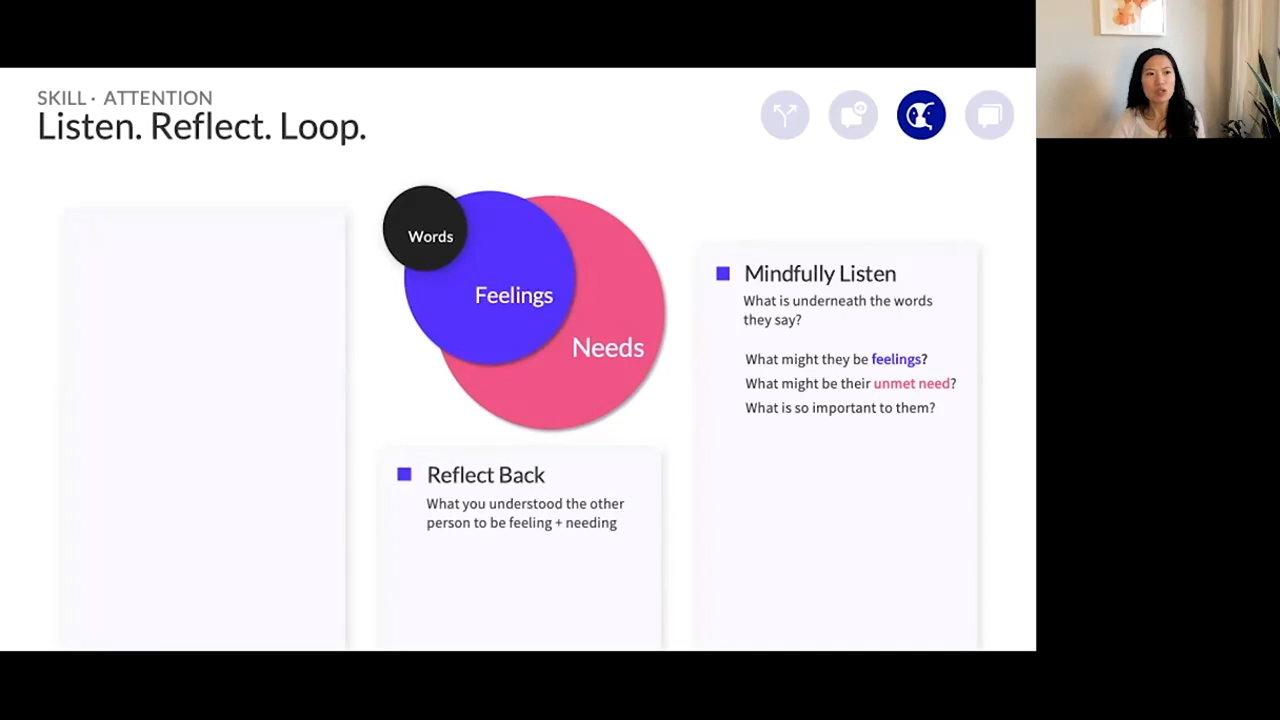 SKILL · ATTENTION
Listen. Reflect. Loop.
Words
Feelings
Needs
Mindfully Listen
What is underneath the words
they say?
What might they be feelings?
What might be their unmet need?
What is so important to them?
Reflect Back
What you understood the other
person to be feeling + needing